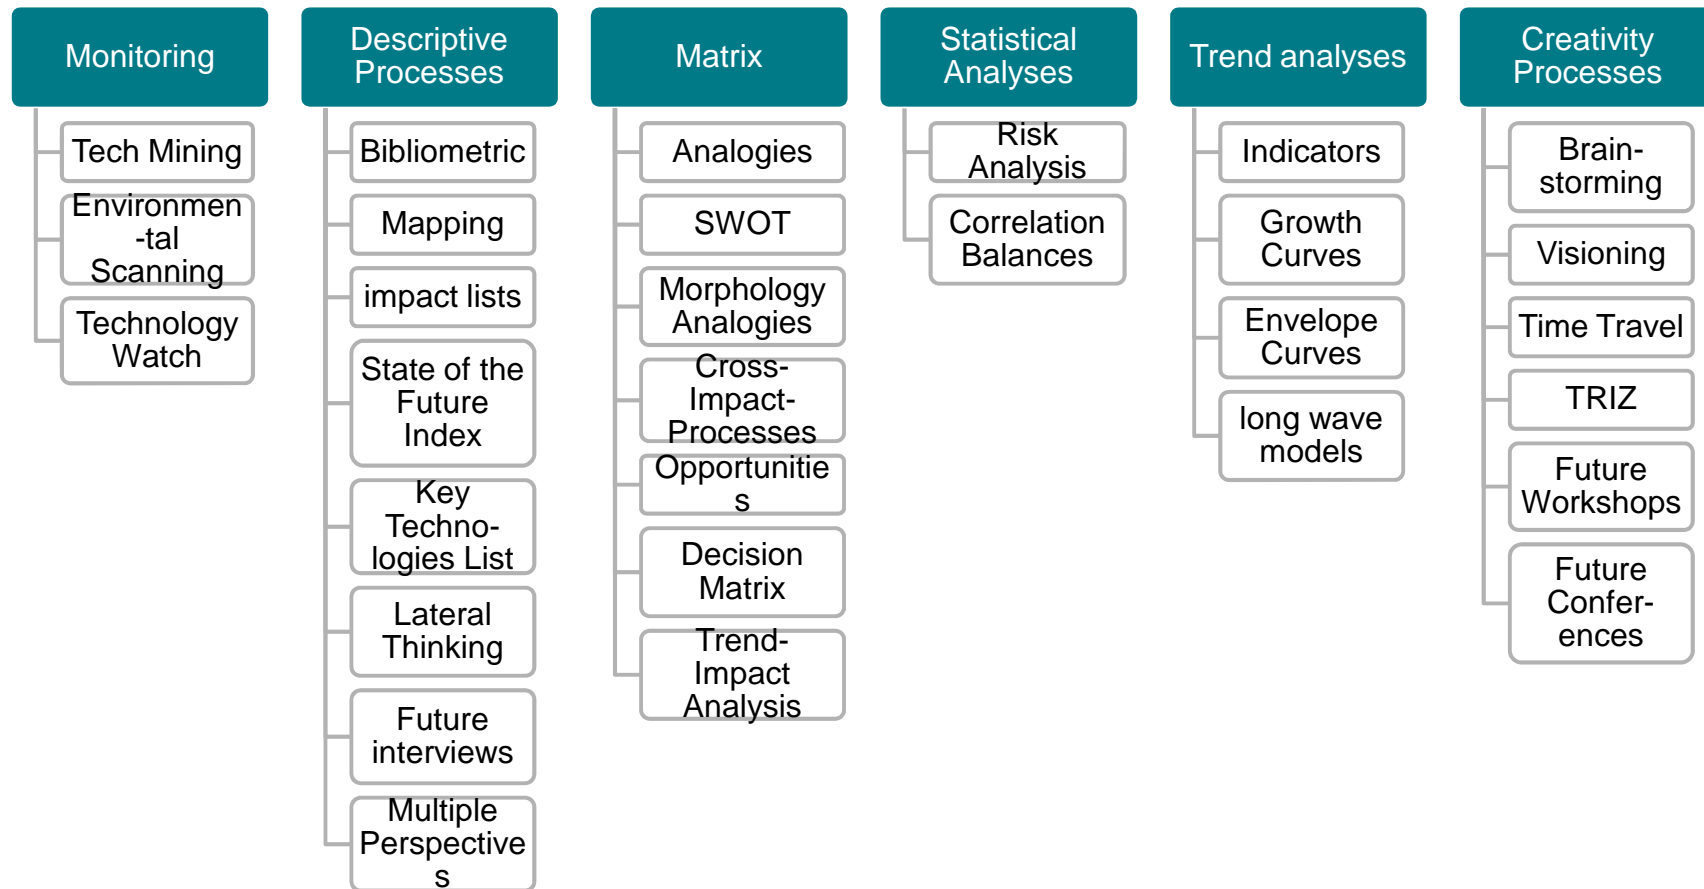 Monitoring
Tech Mining
Environmen
-tal
Scanning
Technology
Watch
Descriptive
Processes
Bibliometric
Mapping
impact lists
State of the
Future
Index
Key
Techno-
logies List
Lateral
Thinking
Future
interviews
Multiple
Perspective
s
Matrix
Analogies
SWOT
Morphology
Analogies
Cross-
Impact-
Processes
Opportunitie
s
Decision
Matrix
Trend-
Impact
Analysis
Statistical
Analyses
Risk
Analysis
Correlation
Balances
Trend analyses
Indicators
Growth
Curves
Envelope
Curves
long wave
models
Creativity
Processes
Brain-
storming
Visioning
Time Travel
TRIZ
Future
Workshops
Future
Confer-
ences